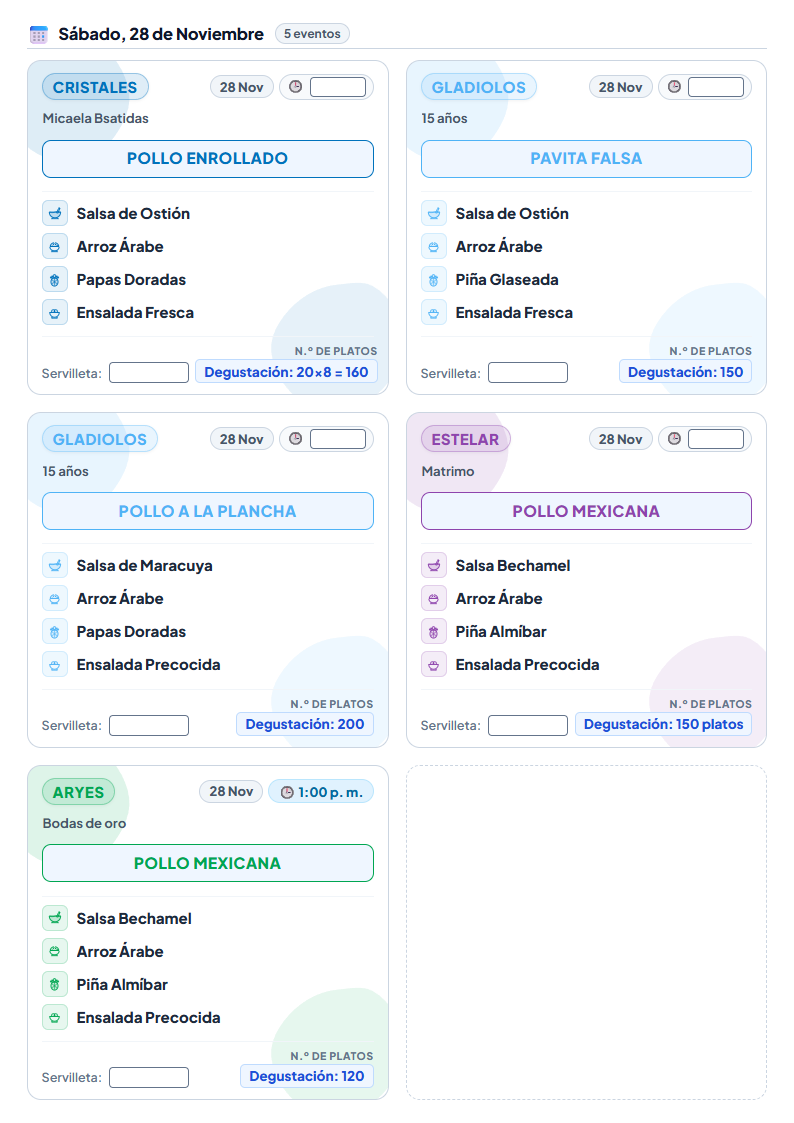 Sábado, 28 de Noviembre 5 eventos
CRISTALES 28 Nov
Micaela Bsatidas
POLLO ENROLLADO
Salsa de Ostión
Arroz Árabe
Papas Doradas
Ensalada Fresca
N.º DE PLATOS
Servilleta: Degustación: 20×8 = 160
GLADIOLOS 28 Nov
15 años
PAVITA FALSA
Salsa de Ostión
Arroz Árabe
Piña Glaseada
Ensalada Fresca
N.º DE PLATOS
Servilleta: Degustación: 150
GLADIOLOS 28 Nov
15 años
POLLO A LA PLANCHA
Salsa de Maracuya
Arroz Árabe
Papas Doradas
Ensalada Precocida
N.º DE PLATOS
Servilleta: Degustación: 200
ESTELAR 28 Nov
Matrimo
POLLO MEXICANA
Salsa Bechamel
Arroz Árabe
Piña Almíbar
Ensalada Precocida
N.º DE PLATOS
Servilleta: Degustación: 150 platos
ARYES 28 Nov 1:00 p. m.
Bodas de oro
POLLO MEXICANA
Salsa Bechamel
Arroz Árabe
Piña Almíbar
Ensalada Precocida
N.º DE PLATOS
Servilleta: Degustación: 120